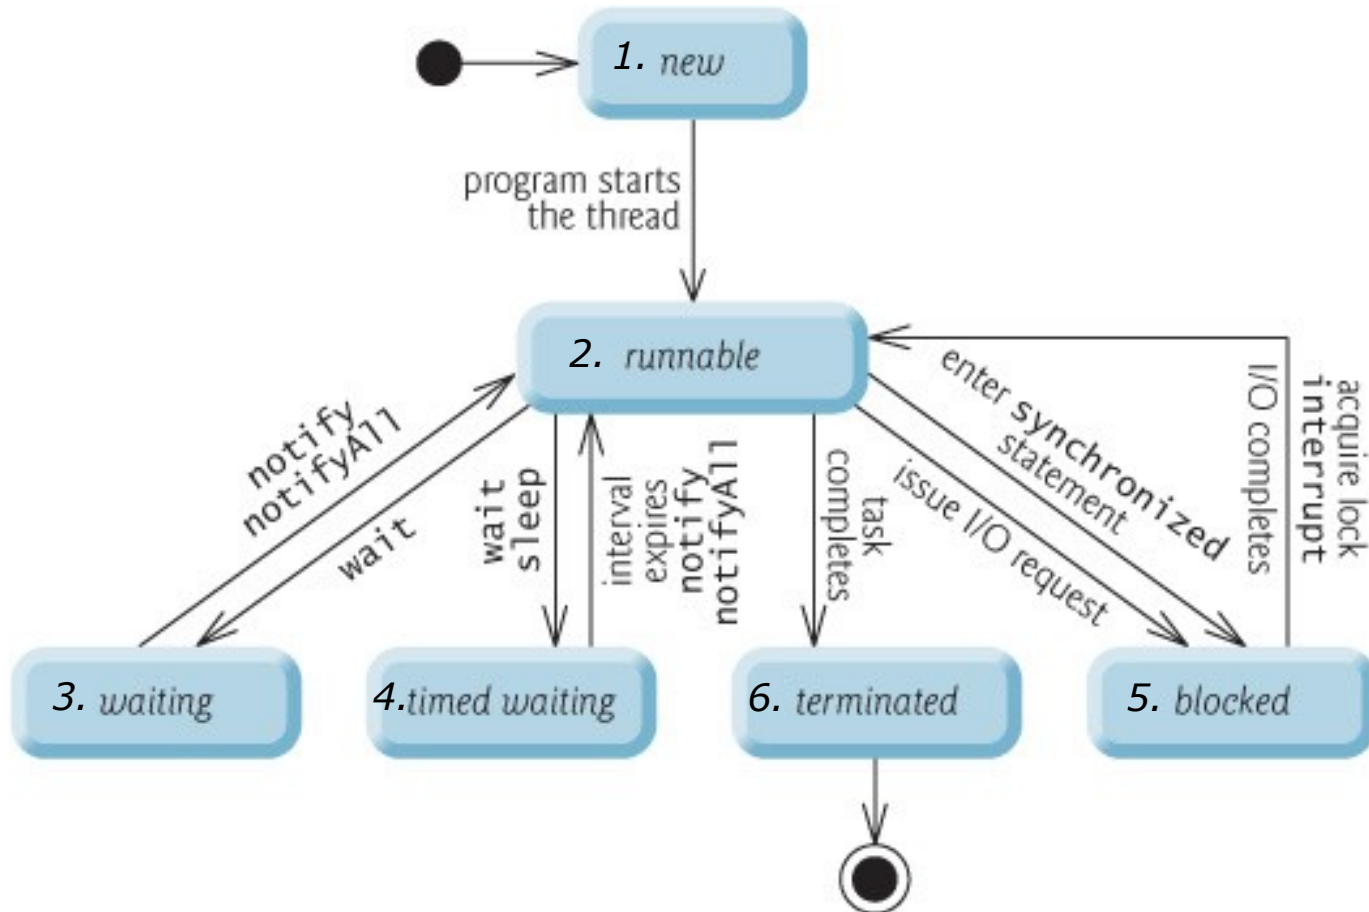 1. new
program starts
the thread
2. runnable
notify
notifyAll
wait
wait
sleep
interval
expires
notify
notifyAll
task
completes
issue I/O request
enter synchronized
statement
acquire lock
interrupt
I/O completes
3. waiting
4.timed waiting
6. terminated
5. blocked